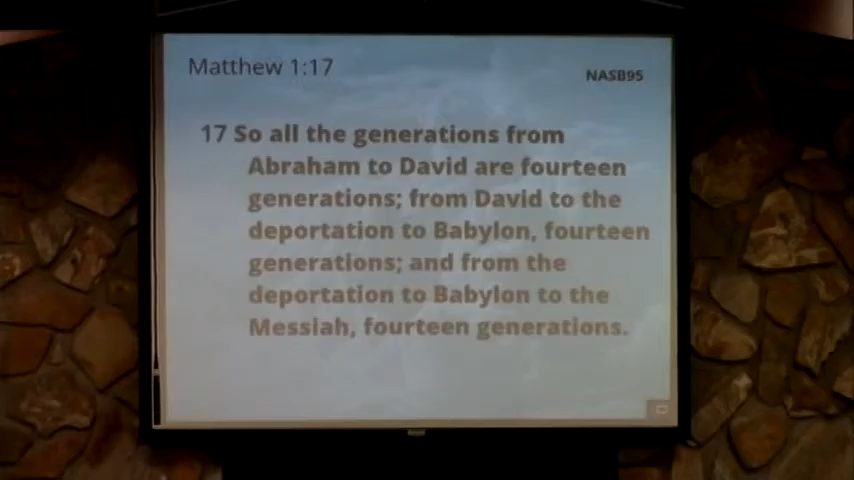 Matthew 1:17
NASB95
17 So all the generations from
Abraham to David are fourteen
generations; from David to the
deportation to Babylon, fourteen
generations; and from the
deportation to Babylon to the
Messiah, fourteen generations.